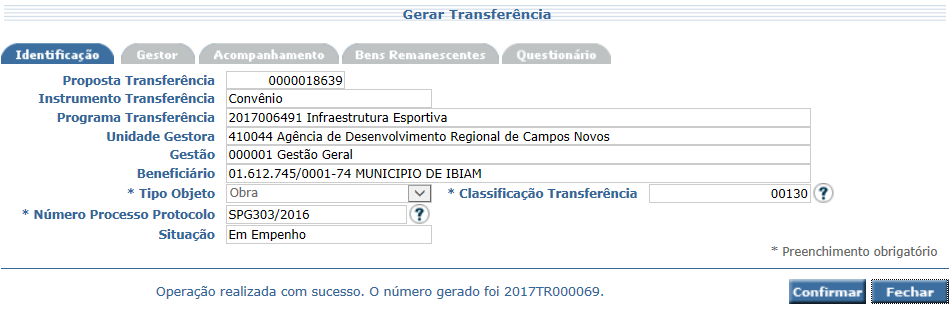 Gerar Transferência
Identificação Gestor Acompanhamento Bens Remanescentes Questionário
Proposta Transferência 0000018639
Instrumento Transferência Convênio
Programa Transferência 2017006491 Infraestrutura Esportiva
Unidade Gestora 410044 Agência de Desenvolvimento Regional de Campos Novos
Gestão 000001 Gestão Geral
Beneficiário 01.612.745/0001-74 MUNICIPIO DE IBIAM
* Tipo Objeto Obra * Classificação Transferência 00130 ?
* Número Processo Protocolo SPG303/2016 ?
Situação Em Empenho
* Preenchimento obrigatório
Operação realizada com sucesso. O número gerado foi 2017TR000069. Confirmar Fechar